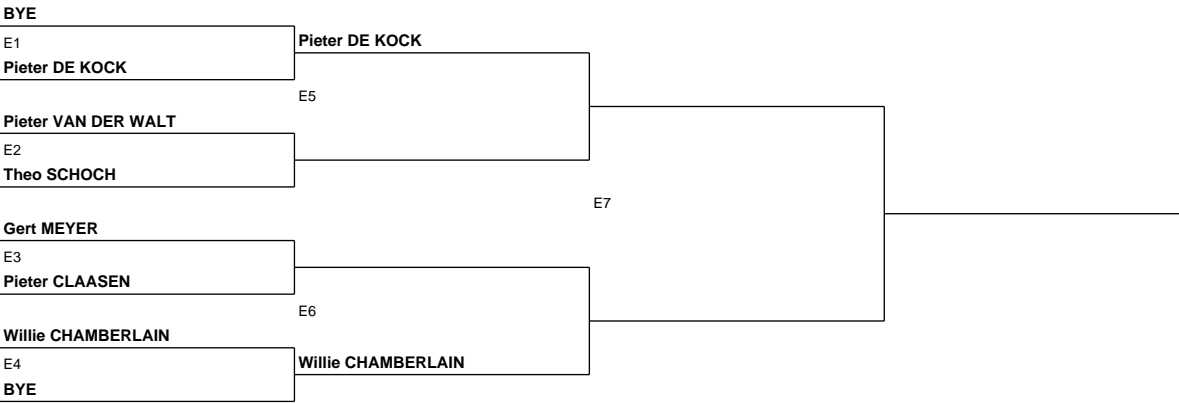 BYE
E1
Pieter DE KOCK
Pieter DE KOCK
E5
Pieter VAN DER WALT
E2
Theo SCHOCH
E7
Gert MEYER
E3
Pieter CLAASEN
E6
Willie CHAMBERLAIN
E4
Willie CHAMBERLAIN
BYE